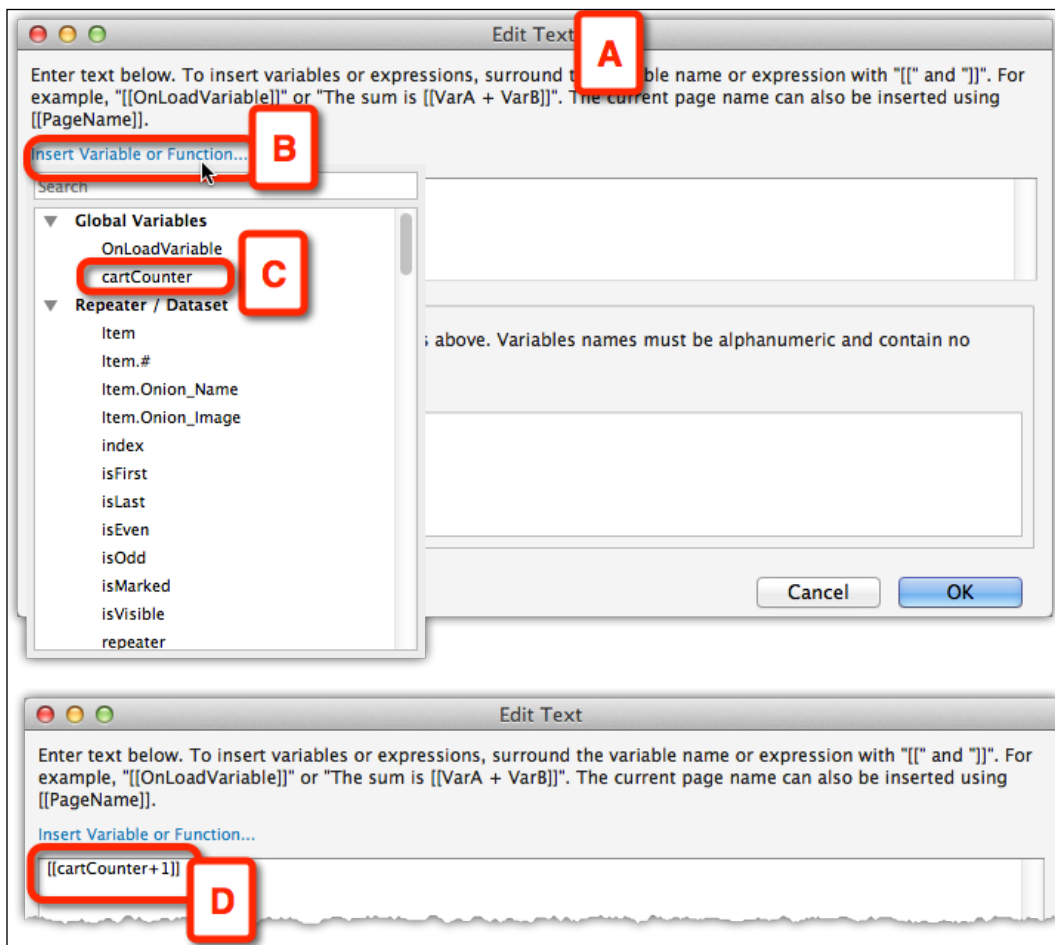 Edit Text
A
Enter text below. To insert variables or expressions, surround t ble name or expression with "[[" and "]]". For
example, "[[OnLoadVariable]]" or "The sum is [[VarA + VarB]]". The current page name can also be inserted using
[[PageName]].
Insert Variable or Function...
B
Search
Global Variables
OnLoadVariable
cartCounter
C
Repeater / Dataset
Item
Item.#
s above. Variables names must be alphanumeric and contain no
Item.Onion_Name
Item.Onion_Image
index
isFirst
isLast
isEven
isOdd
isMarked
Cancel
OK
isVisible
repeater
Edit Text
Enter text below. To insert variables or expressions, surround the variable name or expression with "[[" and "]]". For
example, "[[OnLoadVariable]]" or "The sum is [[VarA + VarB]]". The current page name can also be inserted using
[[PageName]].
Insert Variable or Function...
[[cartCounter+1]]
D